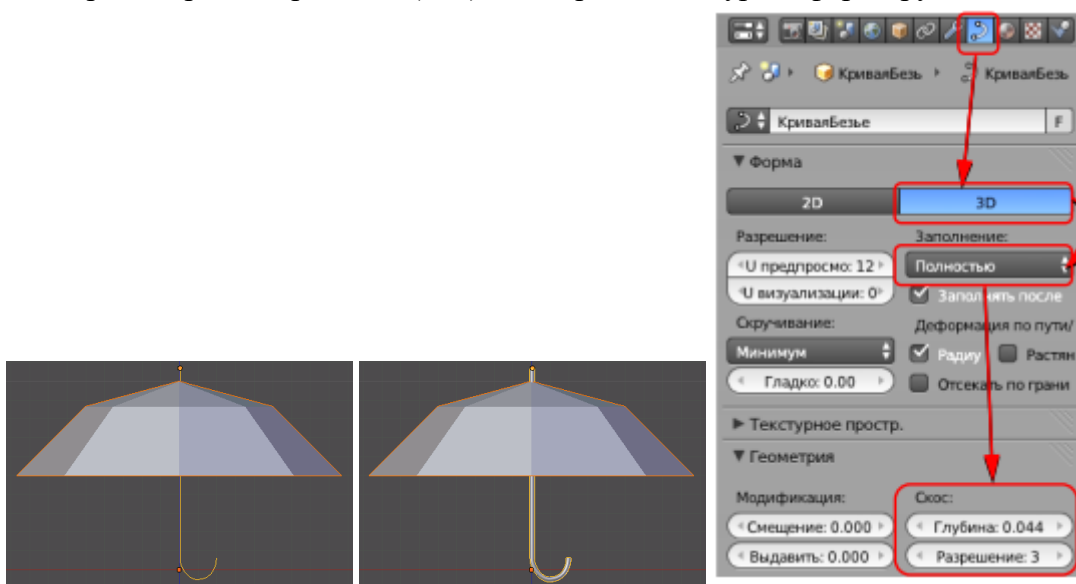 КриваяБезь КриваяБезь
КриваяБезье F
Форма
2D 3D
Разрешение: Заполнение:
U предпросмо: 12 Полностью
U визуализации: 0 Заполнять после
Скручивание: Деформация по пути/
Минимум Радиу Растян
Гладко: 0.00 Отсекать по грани
Текстурное простр.
Геометрия
Модификация: Скос:
Смещение: 0.000 Глубина: 0.044
Выдавить: 0.000 Разрешение: 3